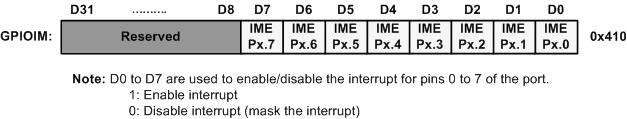 D31 ......... D8 D7 D6 D5 D4 D3 D2 D1 D0
GPIOIM: Reserved IME Px.7 IME Px.6 IME Px.5 IME Px.4 IME Px.3 IME Px.2 IME Px.1 IME Px.0 0x410
Note: D0 to D7 are used to enable/disable the interrupt for pins 0 to 7 of the port.
1: Enable interrupt
0: Disable interrupt (mask the interrupt)